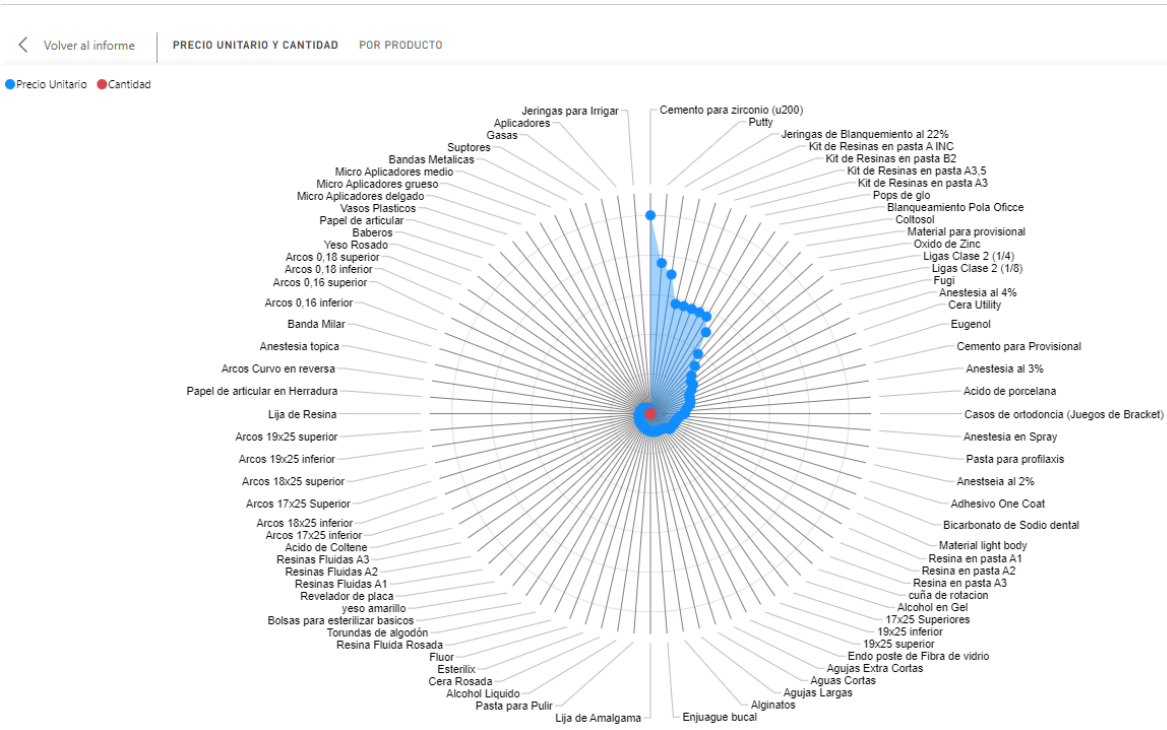 Volver al informe
PRECIO UNITARIO Y CANTIDAD
POR PRODUCTO
Precio Unitario
Cantidad
Cemento para zirconio (u200)
Putty
Jeringas de Blanquemiento al 22%
Kit de Resinas en pasta A INC
Kit de Resinas en pasta B2
Kit de Resinas en pasta A3,5
Kit de Resinas en pasta A3
Pops de glo
Blanqueamiento Pola Oficce
Coltosol
Material para provisional
Oxido de Zinc
Ligas Clase 2 (1/4)
Ligas Clase 2 (1/8)
Fugi
Anestesia al 4%
Cera Utility
Eugenol
Cemento para Provisional
Anestesia al 3%
Acido de porcelana
Casos de ortodoncia (Juegos de Bracket)
Anestesia en Spray
Pasta para profilaxis
Anestseia al 2%
Adhesivo One Coat
Bicarbonato de Sodio dental
Material light body
Resina en pasta A1
Resina en pasta A2
Resina en pasta A3
cuña de rotacion
Alcohol en Gel
17x25 Superiores
19x25 inferior
19x25 superior
Endo poste de Fibra de vidrio
Agujas Extra Cortas
Aguas Cortas
Agujas Largas
Alginatos
Enjuague bucal
Lija de Amalgama
Pasta para Pulir
Alcohol Liquido
Cera Rosada
Esterilix
Fluor
Resina Fluida Rosada
Torundas de algodón
Bolsas para esterilizar basicos
yeso amarillo
Revelador de placa
Resinas Fluidas A1
Resinas Fluidas A2
Resinas Fluidas A3
Acido de Coltene
Arcos 17x25 inferior
Arcos 18x25 inferior
Arcos 17x25 Superior
Arcos 18x25 superior
Arcos 19x25 inferior
Arcos 19x25 superior
Lija de Resina
Papel de articular en Herradura
Arcos Curvo en reversa
Anestesia topica
Banda Milar
Arcos 0,16 inferior
Arcos 0,16 superior
Arcos 0,18 inferior
Arcos 0,18 superior
Yeso Rosado
Baberos
Papel de articular
Vasos Plasticos
Micro Aplicadores delgado
Micro Aplicadores grueso
Micro Aplicadores medio
Bandas Metalicas
Suptores
Gasas
Aplicadores
Jeringas para Irrigar